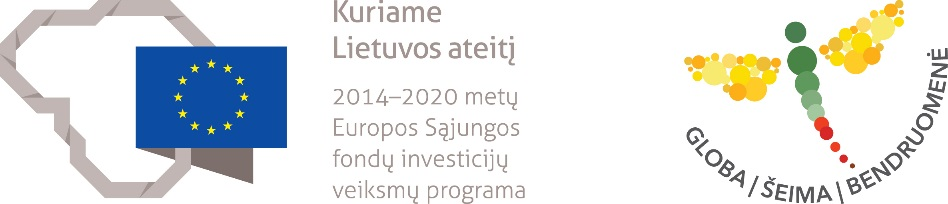 Kuriame
Lietuvos ateitį
2014–2020 metų
Europos Sąjungos
fondų investicijų
veiksmų programa
GLOBA | ŠEIMA | BENDRUOMENĖ